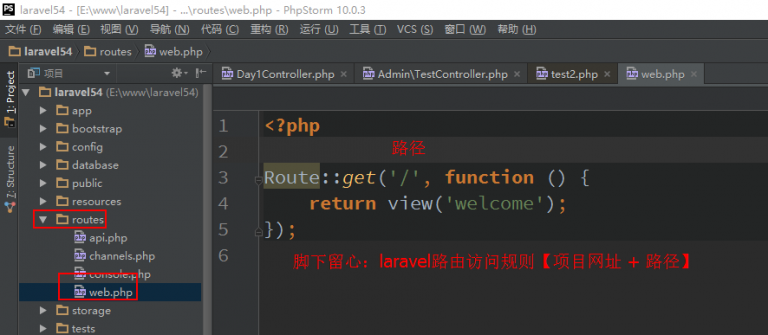 laravel54 - [E:\www\laravel54] - ...\routes\web.php - PhpStorm 10.0.3
文件(F) 编辑(E) 视图(V) 导航(N) 代码(C) 重构(R) 运行(U) 工具(T) VCS(S) 窗口(W) 帮助(H)
laravel54 routes web.php
项目
Day1Controller.php × Admin\TestController.php × test2.php × web.php ×
1: Project
7: Structure
laravel54 (E:\www\laravel54)
app
bootstrap
config
database
public
resources
routes
api.php
channels.php
console.php
web.php
storage
tests
1 <?php
路径
2
3 Route::get('/', function () {
4 return view('welcome');
5 });
6
脚下留心：laravel路由访问规则【项目网址 + 路径】